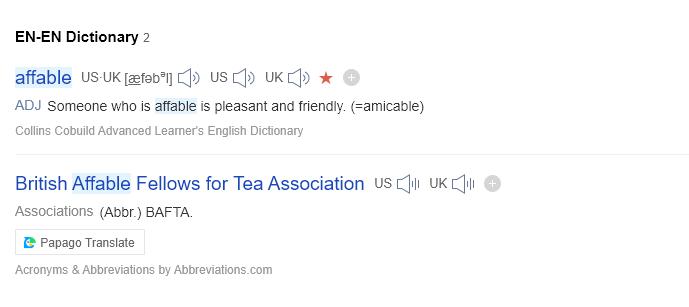 EN-EN Dictionary 2
affable US·UK [æfəbᵊl] US UK
ADJ Someone who is affable is pleasant and friendly. (=amicable)
Collins Cobuild Advanced Learner's English Dictionary
British Affable Fellows for Tea Association US UK
Associations (Abbr.) BAFTA.
Papago Translate
Acronyms & Abbreviations by Abbreviations.com